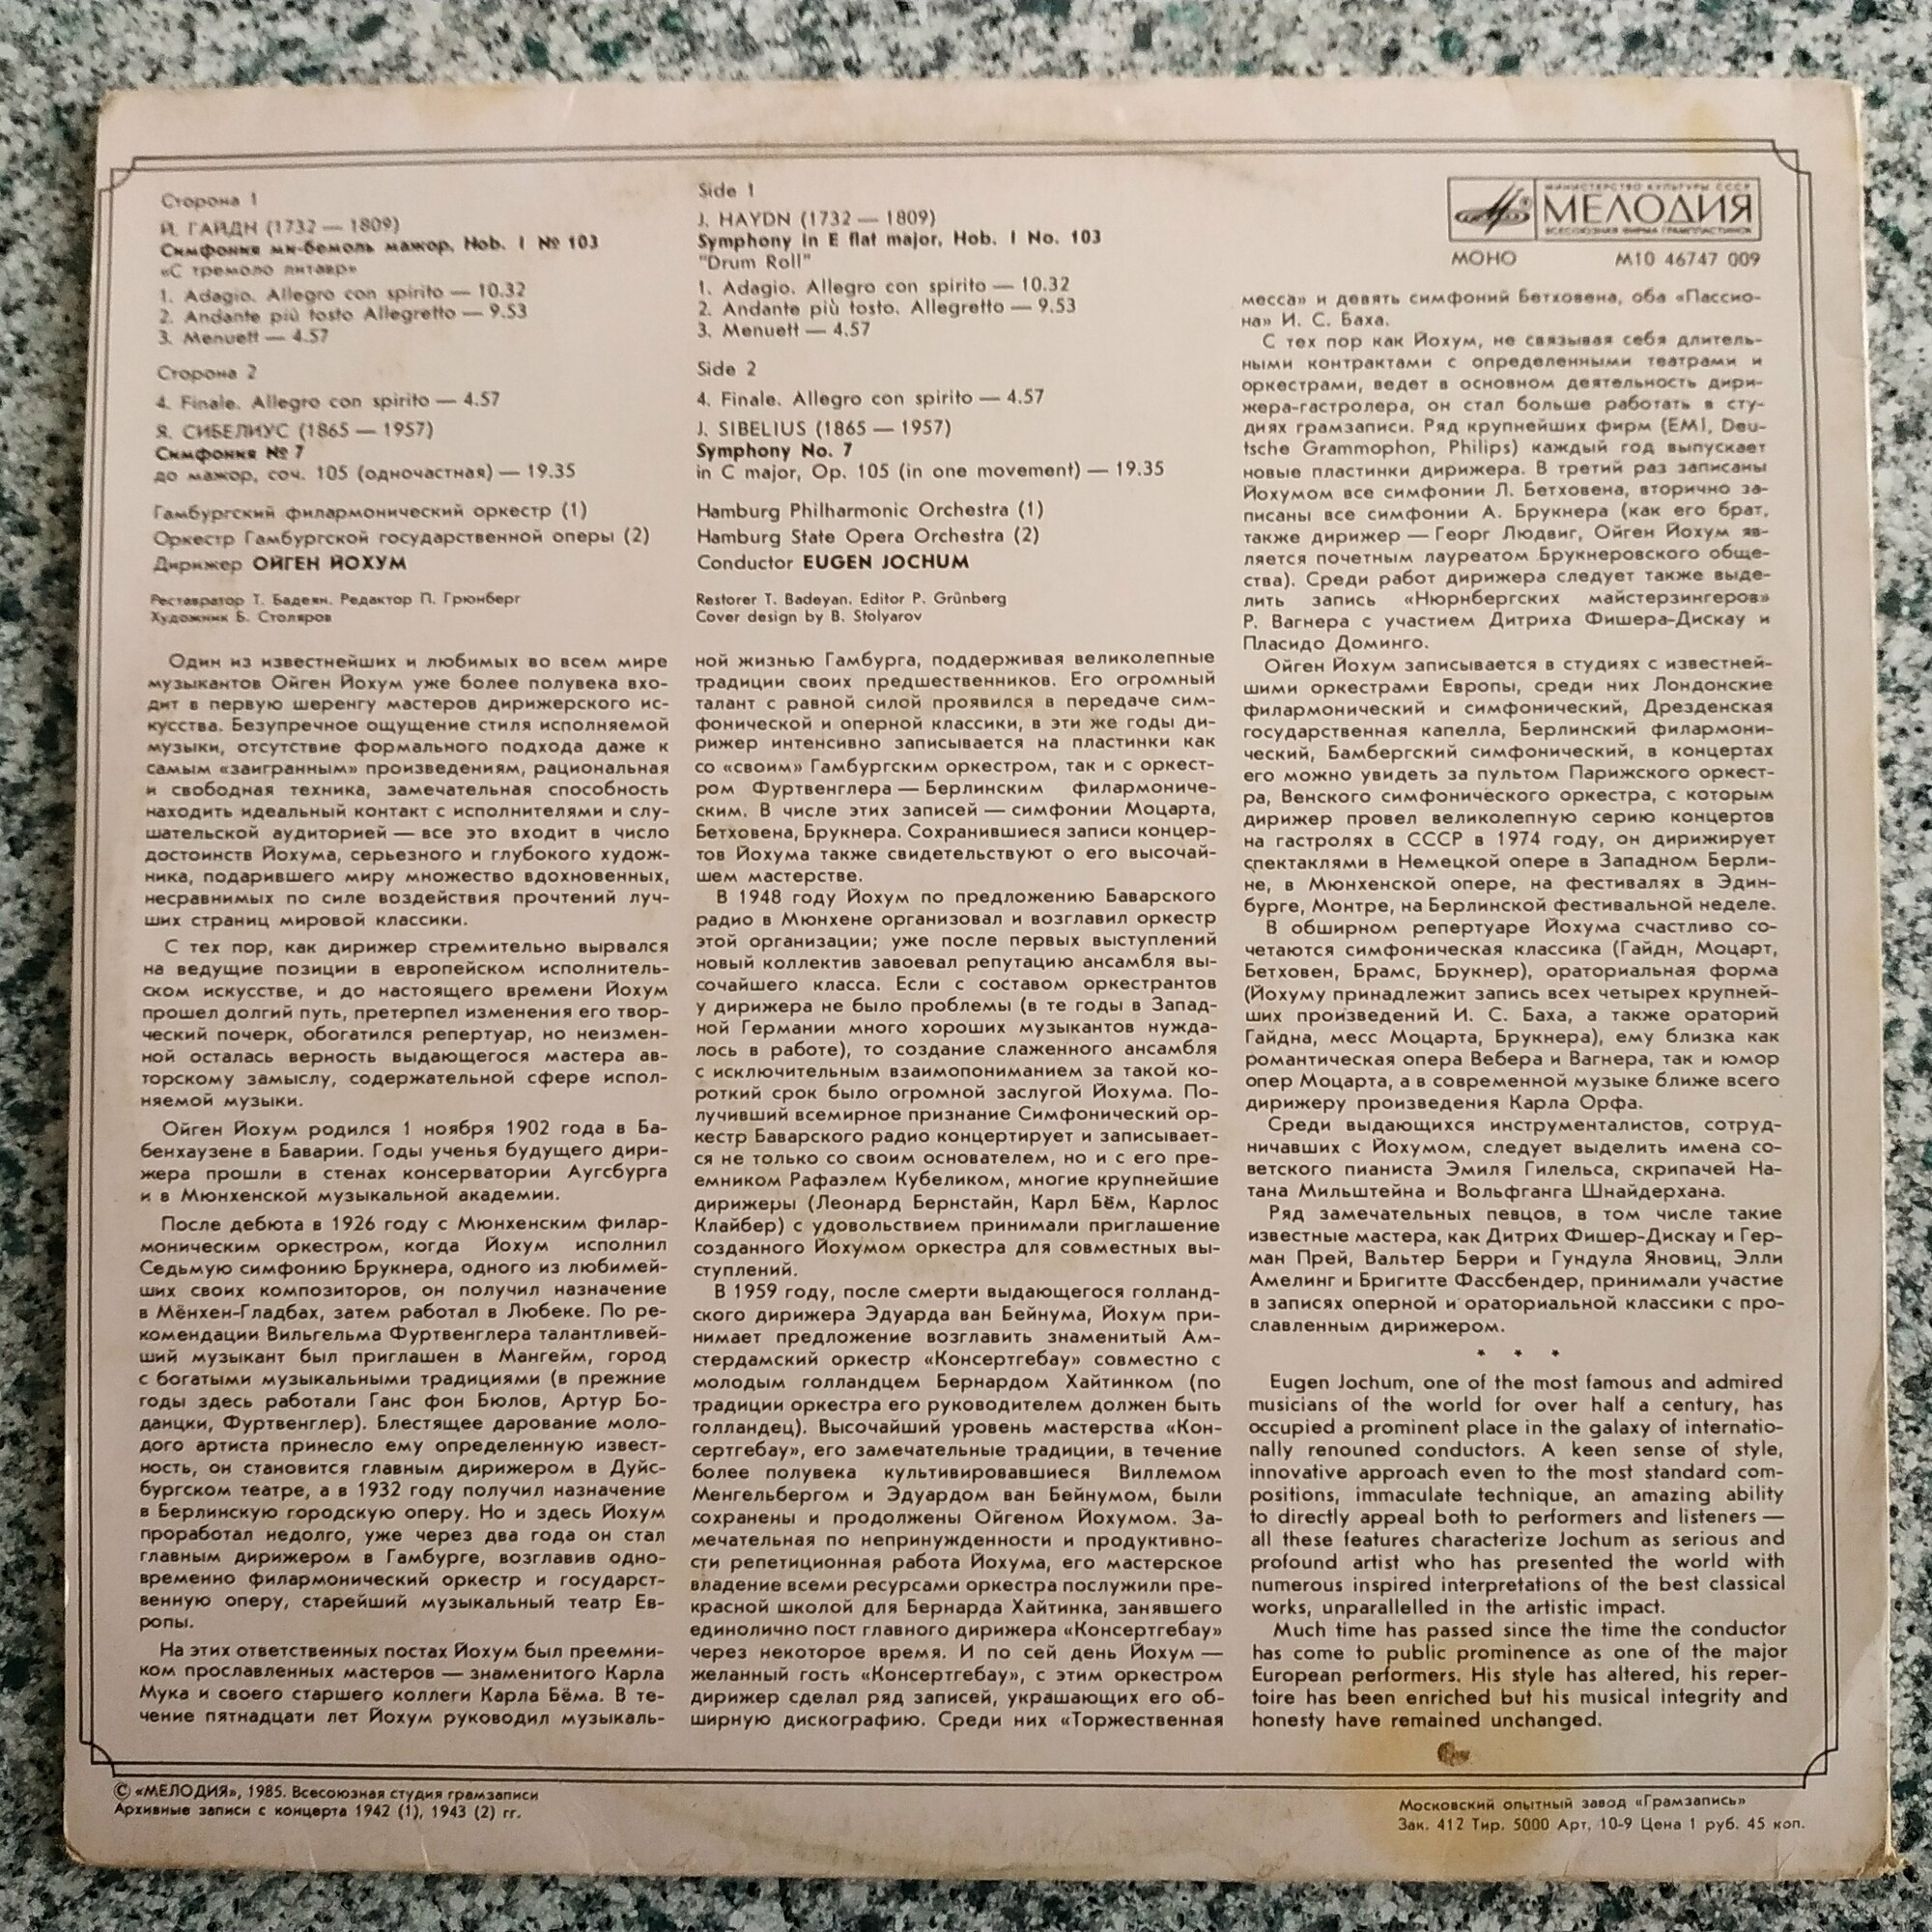 Сторона 1
Й. ГАЙДН (1732 — 1809)
Симфония ми-бемоль мажор, Hob. I № 103
«С тремоло литавр»
1. Adagio. Allegro con spirito — 10.32
2. Andante più tosto Allegretto — 9.53
3. Menuett — 4.57
Сторона 2
4. Finale. Allegro con spirito — 4.57
Я. СИБЕЛИУС (1865 — 1957)
Симфония № 7
до мажор, соч. 105 (одночастная) — 19.35
Гамбургский филармонический оркестр (1)
Оркестр Гамбургской государственной оперы (2)
Дирижер ОЙГЕН ЙОХУМ
Реставратор Т. Бадеян. Редактор П. Грюнберг
Художник Б. Столяров
Side 1
J. HAYDN (1732 — 1809)
Symphony in E flat major, Hob. I No. 103
"Drum Roll"
1. Adagio. Allegro con spirito — 10.32
2. Andante più tosto. Allegretto — 9.53
3. Menuett — 4.57
Side 2
4. Finale. Allegro con spirito — 4.57
J. SIBELIUS (1865 — 1957)
Symphony No. 7
in C major, Op. 105 (in one movement) — 19.35
Hamburg Philharmonic Orchestra (1)
Hamburg State Opera Orchestra (2)
Conductor EUGEN JOCHUM
Restorer T. Badeyan. Editor P. Grünberg
Cover design by B. Stolyarov
МИНИСТЕРСТВО КУЛЬТУРЫ СССР
МЕЛОДИЯ
ВСЕСОЮЗНАЯ ФИРМА ГРАМПЛАСТИНОК
МОНО М10 46747 009
Один из известнейших и любимых во всем мире
музыкантов Ойген Йохум уже более полувека вхо-
дит в первую шеренгу мастеров дирижерского ис-
кусства. Безупречное ощущение стиля исполняемой
музыки, отсутствие формального подхода даже к
самым «заигранным» произведениям, рациональная
и свободная техника, замечательная способность
находить идеальный контакт с исполнителями и слу-
шательской аудиторией — все это входит в число
достоинств Йохума, серьезного и глубокого худож-
ника, подарившего миру множество вдохновенных,
несравнимых по силе воздействия прочтений луч-
ших страниц мировой классики.
С тех пор, как дирижер стремительно вырвался
на ведущие позиции в европейском исполнитель-
ском искусстве, и до настоящего времени Йохум
прошел долгий путь, претерпел изменения его твор-
ческий почерк, обогатился репертуар, но неизмен-
ной осталась верность выдающегося мастера ав-
торскому замыслу, содержательной сфере испол-
няемой музыки.
Ойген Йохум родился 1 ноября 1902 года в Ба-
бенхаузене в Баварии. Годы ученья будущего дири-
жера прошли в стенах консерватории Аугсбурга
и в Мюнхенской музыкальной академии.
После дебюта в 1926 году с Мюнхенским филар-
моническим оркестром, когда Йохум исполнил
Седьмую симфонию Брукнера, одного из любимей-
ших своих композиторов, он получил назначение
в Мёнхен-Гладбах, затем работал в Любеке. По ре-
комендации Вильгельма Фуртвенглера талантливей-
ший музыкант был приглашен в Мангейм, город
с богатыми музыкальными традициями (в прежние
годы здесь работали Ганс фон Бюлов, Артур Бо-
данцки, Фуртвенглер). Блестящее дарование моло-
дого артиста принесло ему определенную извест-
ность, он становится главным дирижером в Дуйс-
бургском театре, а в 1932 году получил назначение
в Берлинскую городскую оперу. Но и здесь Йохум
проработал недолго, уже через два года он стал
главным дирижером в Гамбурге, возглавив одно-
временно филармонический оркестр и государст-
венную оперу, старейший музыкальный театр Ев-
ропы.
На этих ответственных постах Йохум был преемни-
ком прославленных мастеров — знаменитого Карла
Мука и своего старшего коллеги Карла Бёма. В те-
чение пятнадцати лет Йохум руководил музыкаль-
ной жизнью Гамбурга, поддерживая великолепные
традиции своих предшественников. Его огромный
талант с равной силой проявился в передаче сим-
фонической и оперной классики, в эти же годы ди-
рижер интенсивно записывается на пластинки как
со «своим» Гамбургским оркестром, так и с оркест-
ром Фуртвенглера — Берлинским филармониче-
ским. В числе этих записей — симфонии Моцарта,
Бетховена, Брукнера. Сохранившиеся записи концер-
тов Йохума также свидетельствуют о его высочай-
шем мастерстве.
В 1948 году Йохум по предложению Баварского
радио в Мюнхене организовал и возглавил оркестр
этой организации; уже после первых выступлений
новый коллектив завоевал репутацию ансамбля вы-
сочайшего класса. Если с составом оркестрантов
у дирижера не было проблемы (в те годы в Запад-
ной Германии много хороших музыкантов нужда-
лось в работе), то создание слаженного ансамбля
с исключительным взаимопониманием за такой ко-
роткий срок было огромной заслугой Йохума. По-
лучивший всемирное признание Симфонический ор-
кестр Баварского радио концертирует и записывает-
ся не только со своим основателем, но и с его пре-
емником Рафаэлем Кубеликом, многие крупнейшие
дирижеры (Леонард Бернстайн, Карл Бём, Карлос
Клайбер) с удовольствием принимали приглашение
созданного Йохумом оркестра для совместных вы-
ступлений.
В 1959 году, после смерти выдающегося голланд-
ского дирижера Эдуарда ван Бейнума, Йохум при-
нимает предложение возглавить знаменитый Ам-
стердамский оркестр «Консертгебау» совместно с
молодым голландцем Бернардом Хайтинком (по
традиции оркестра его руководителем должен быть
голландец). Высочайший уровень мастерства «Кон-
сертгебау», его замечательные традиции, в течение
более полувека культивировавшиеся Виллемом
Менгельбергом и Эдуардом ван Бейнумом, были
сохранены и продолжены Ойгеном Йохумом. За-
мечательная по непринужденности и продуктивно-
сти репетиционная работа Йохума, его мастерское
владение всеми ресурсами оркестра послужили пре-
красной школой для Бернарда Хайтинка, занявшего
единолично пост главного дирижера «Консертгебау»
через некоторое время. И по сей день Йохум —
желанный гость «Консертгебау», с этим оркестром
дирижер сделал ряд записей, украшающих его об-
ширную дискографию. Среди них «Торжественная
месса» и девять симфоний Бетховена, оба «Пассио-
на» И. С. Баха.
С тех пор как Йохум, не связывая себя длитель-
ными контрактами с определенными театрами и
оркестрами, ведет в основном деятельность дири-
жера-гастролера, он стал больше работать в сту-
диях грамзаписи. Ряд крупнейших фирм (EMI, Deu-
tsche Grammophon, Philips) каждый год выпускает
новые пластинки дирижера. В третий раз записаны
Йохумом все симфонии Л. Бетховена, вторично за-
писаны все симфонии А. Брукнера (как его брат,
также дирижер — Георг Людвиг, Ойген Йохум яв-
ляется почетным лауреатом Брукнеровского обще-
ства). Среди работ дирижера следует также выде-
лить запись «Нюрнбергских майстерзингеров»
Р. Вагнера с участием Дитриха Фишера-Дискау и
Пласидо Доминго.
Ойген Йохум записывается в студиях с известней-
шими оркестрами Европы, среди них Лондонские
филармонический и симфонический, Дрезденская
государственная капелла, Берлинский филармони-
ческий, Бамбергский симфонический, в концертах
его можно увидеть за пультом Парижского оркест-
ра, Венского симфонического оркестра, с которым
дирижер провел великолепную серию концертов
на гастролях в СССР в 1974 году, он дирижирует
спектаклями в Немецкой опере в Западном Берли-
не, в Мюнхенской опере, на фестивалях в Эдин-
бурге, Монтре, на Берлинской фестивальной неделе.
В обширном репертуаре Йохума счастливо со-
четаются симфоническая классика (Гайдн, Моцарт,
Бетховен, Брамс, Брукнер), ораториальная форма
(Йохуму принадлежит запись всех четырех крупней-
ших произведений И. С. Баха, а также ораторий
Гайдна, месс Моцарта, Брукнера), ему близка как
романтическая опера Вебера и Вагнера, так и юмор
опер Моцарта, а в современной музыке ближе всего
дирижеру произведения Карла Орфа.
Среди выдающихся инструменталистов, сотруд-
ничавших с Йохумом, следует выделить имена со-
ветского пианиста Эмиля Гилельса, скрипачей На-
тана Мильштейна и Вольфганга Шнайдерхана.
Ряд замечательных певцов, в том числе такие
известные мастера, как Дитрих Фишер-Дискау и Гер-
ман Прей, Вальтер Берри и Гундула Яновиц, Элли
Амелинг и Бригитте Фассбендер, принимали участие
в записях оперной и ораториальной классики с про-
славленным дирижером.
* * *
Eugen Jochum, one of the most famous and admired
musicians of the world for over half a century, has
occupied a prominent place in the galaxy of internatio-
nally renouned conductors. A keen sense of style,
innovative approach even to the most standard com-
positions, immaculate technique, an amazing ability
to directly appeal both to performers and listeners —
all these features characterize Jochum as serious and
profound artist who has presented the world with
numerous inspired interpretations of the best classical
works, unparallelled in the artistic impact.
Much time has passed since the time the conductor
has come to public prominence as one of the major
European performers. His style has altered, his reper-
toire has been enriched but his musical integrity and
honesty have remained unchanged.
© «МЕЛОДИЯ», 1985. Всесоюзная студия грамзаписи
Архивные записи с концерта 1942 (1), 1943 (2) гг.
Московский опытный завод «Грамзапись»
Зак. 412 Тир. 5000 Арт. 10-9 Цена 1 руб. 45 коп.